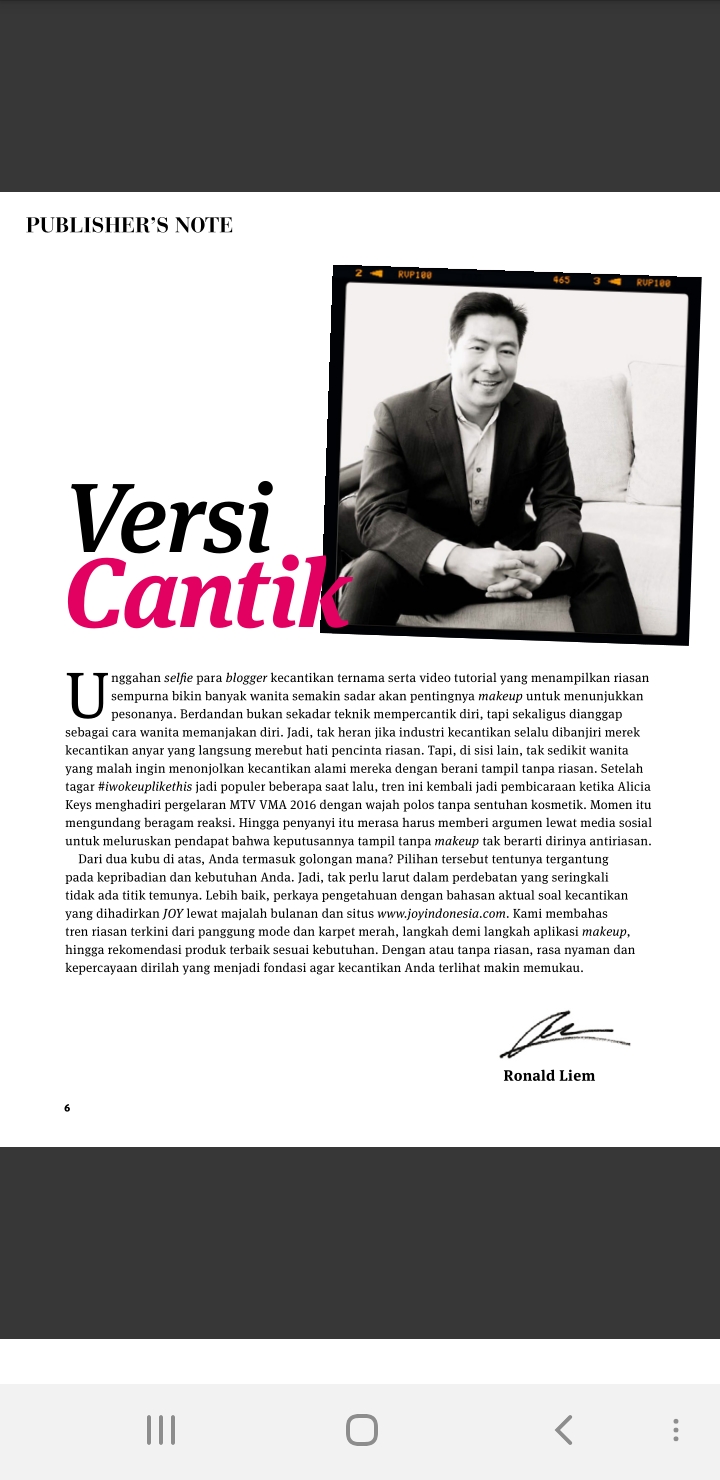 PUBLISHER'S NOTE
2 ◄ RVP100 465 3 ◄ RVP100
Versi
Cantik
Unggahan selfie para blogger kecantikan ternama serta video tutorial yang menampilkan riasan
sempurna bikin banyak wanita semakin sadar akan pentingnya makeup untuk menunjukkan
pesonanya. Berdandan bukan sekadar teknik mempercantik diri, tapi sekaligus dianggap
sebagai cara wanita memanjakan diri. Jadi, tak heran jika industri kecantikan selalu dibanjiri merek
kecantikan anyar yang langsung merebut hati pencinta riasan. Tapi, di sisi lain, tak sedikit wanita
yang malah ingin menonjolkan kecantikan alami mereka dengan berani tampil tanpa riasan. Setelah
tagar #iwokeuplikethis jadi populer beberapa saat lalu, tren ini kembali jadi pembicaraan ketika Alicia
Keys menghadiri pergelaran MTV VMA 2016 dengan wajah polos tanpa sentuhan kosmetik. Momen itu
mengundang beragam reaksi. Hingga penyanyi itu merasa harus memberi argumen lewat media sosial
untuk meluruskan pendapat bahwa keputusannya tampil tanpa makeup tak berarti dirinya antiriasan.
Dari dua kubu di atas, Anda termasuk golongan mana? Pilihan tersebut tentunya tergantung
pada kepribadian dan kebutuhan Anda. Jadi, tak perlu larut dalam perdebatan yang seringkali
tidak ada titik temunya. Lebih baik, perkaya pengetahuan dengan bahasan aktual soal kecantikan
yang dihadirkan JOY lewat majalah bulanan dan situs www.joyindonesia.com. Kami membahas
tren riasan terkini dari panggung mode dan karpet merah, langkah demi langkah aplikasi makeup,
hingga rekomendasi produk terbaik sesuai kebutuhan. Dengan atau tanpa riasan, rasa nyaman dan
kepercayaan dirilah yang menjadi fondasi agar kecantikan Anda terlihat makin memukau.
Ronald Liem
6